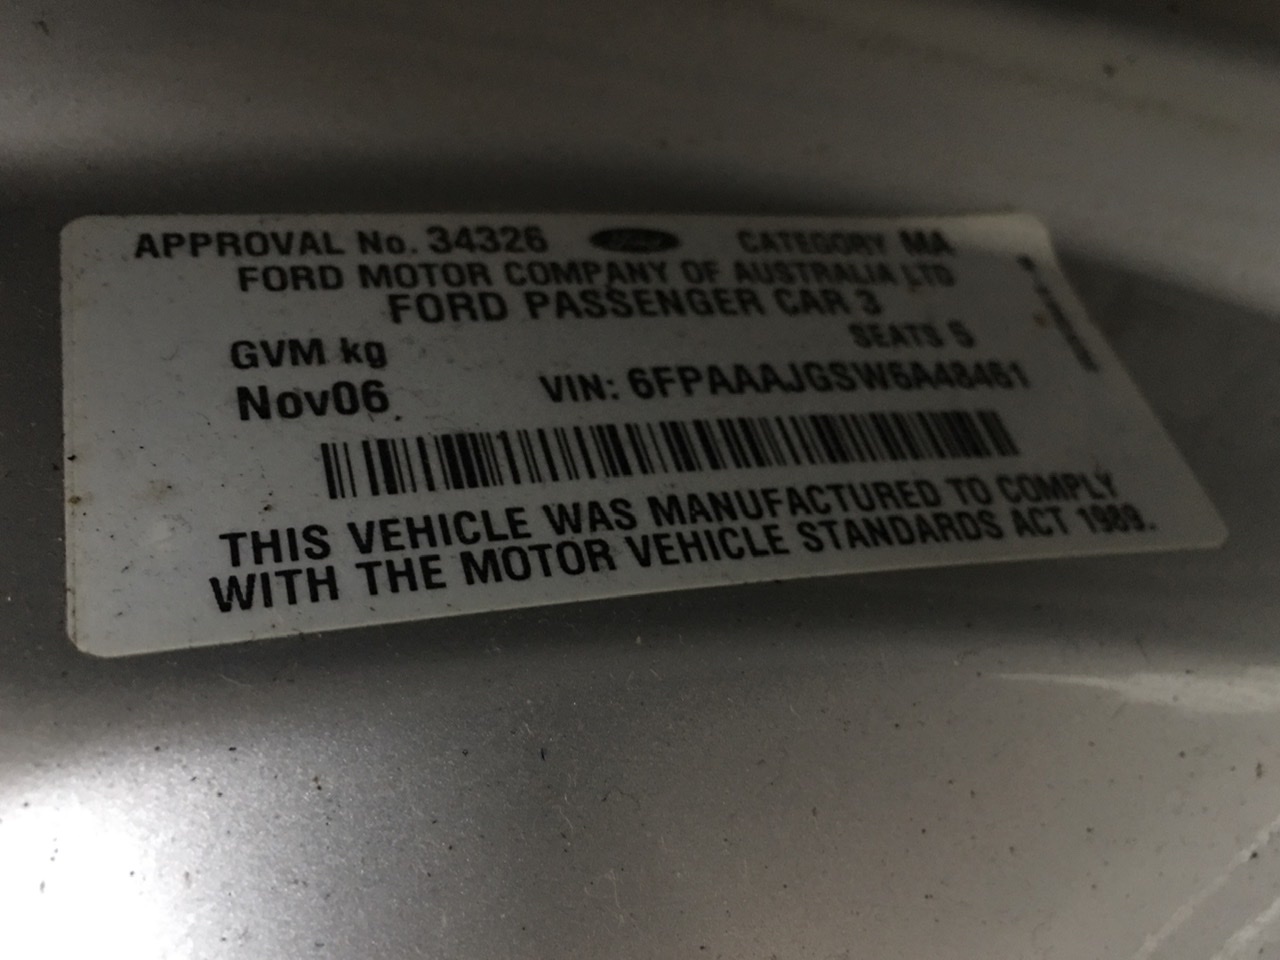 APPROVAL No. 34326 Ford CATEGORY MA
FORD MOTOR COMPANY OF AUSTRALIA LTD
FORD PASSENGER CAR 3
SEATS 5
GVM kg
Nov06 VIN: 6FPAAAJGSW6A48461
THIS VEHICLE WAS MANUFACTURED TO COMPLY
WITH THE MOTOR VEHICLE STANDARDS ACT 1989.